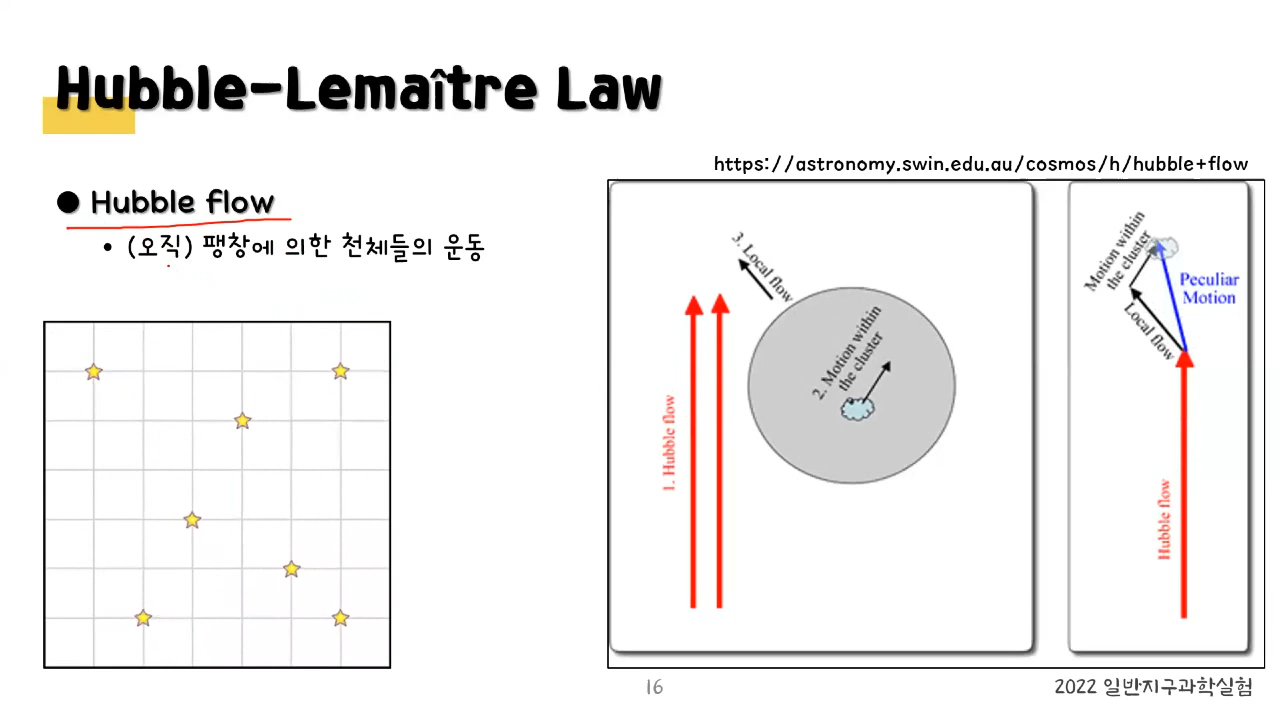 Hubble-Lemaître Law
https://astronomy.swin.edu.au/cosmos/h/hubble+flow
● Hubble flow
• (오직) 팽창에 의한 천체들의 운동
1. Hubble flow
2. Motion within
the cluster
3. Local flow
Motion within
the cluster
Local flow
Peculiar
Motion
Hubble flow
16
2022 일반지구과학실험